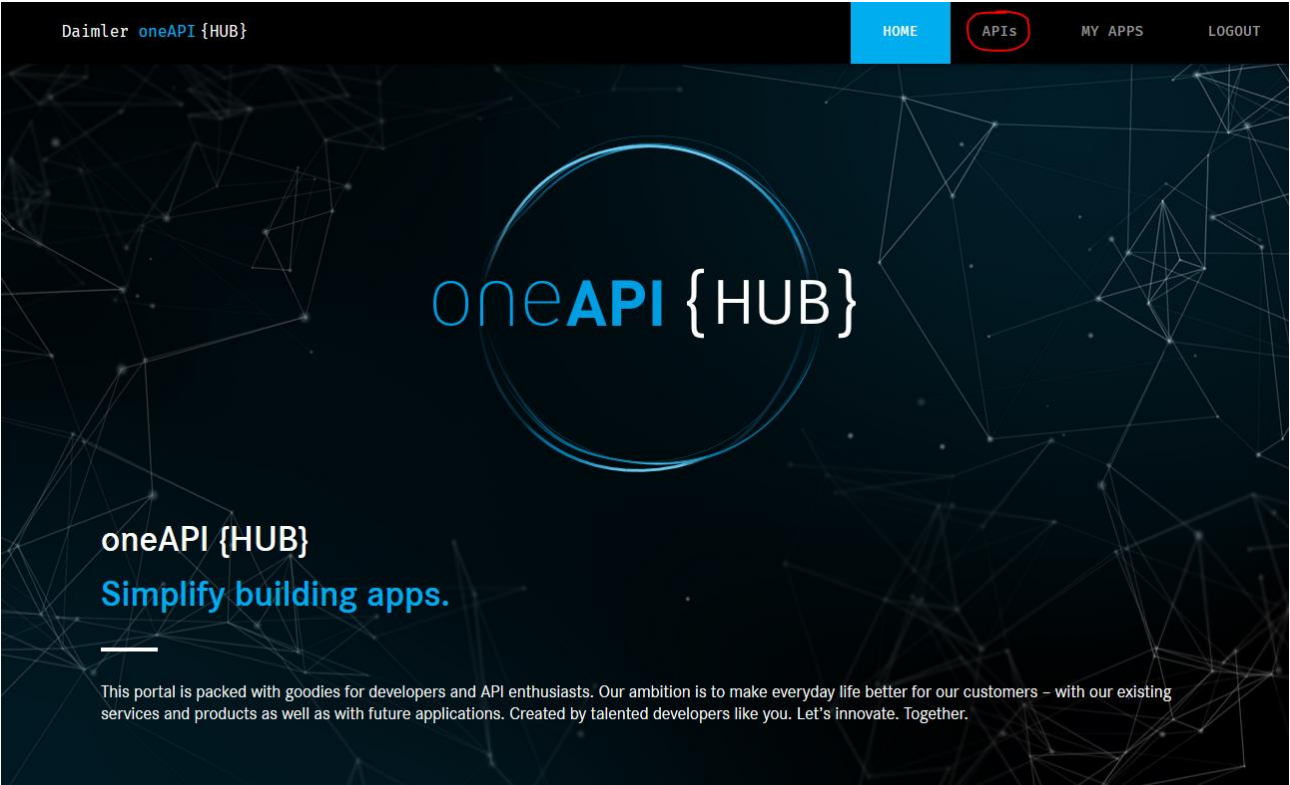 Daimler oneAPI {HUB}
HOME
APIs
MY APPS
LOGOUT
oneAPI {HUB}
oneAPI {HUB}
Simplify building apps.
This portal is packed with goodies for developers and API enthusiasts. Our ambition is to make everyday life better for our customers – with our existing
services and products as well as with future applications. Created by talented developers like you. Let's innovate. Together.